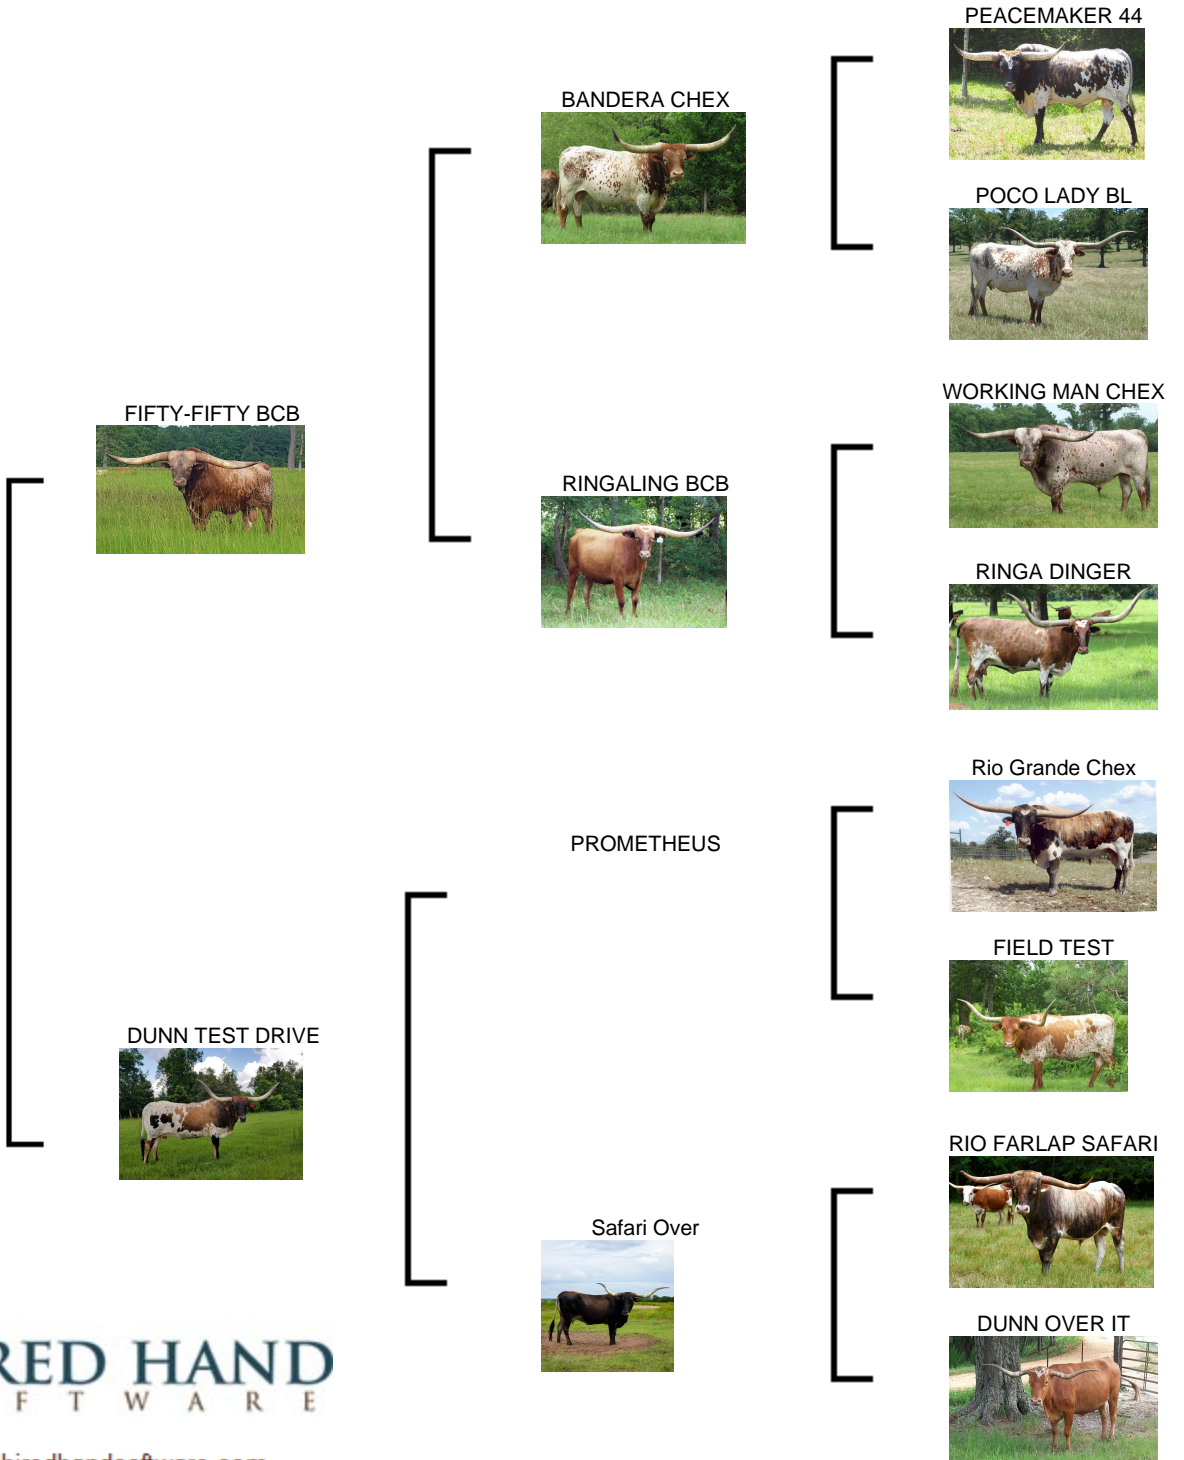 PEACEMAKER 44
BANDERA CHEX
POCO LADY BL
WORKING MAN CHEX
FIFTY-FIFTY BCB
RINGALING BCB
RINGA DINGER
Rio Grande Chex
PROMETHEUS
FIELD TEST
DUNN TEST DRIVE
RIO FARLAP SAFARI
Safari Over
DUNN OVER IT
RED HAND
F T W A R E